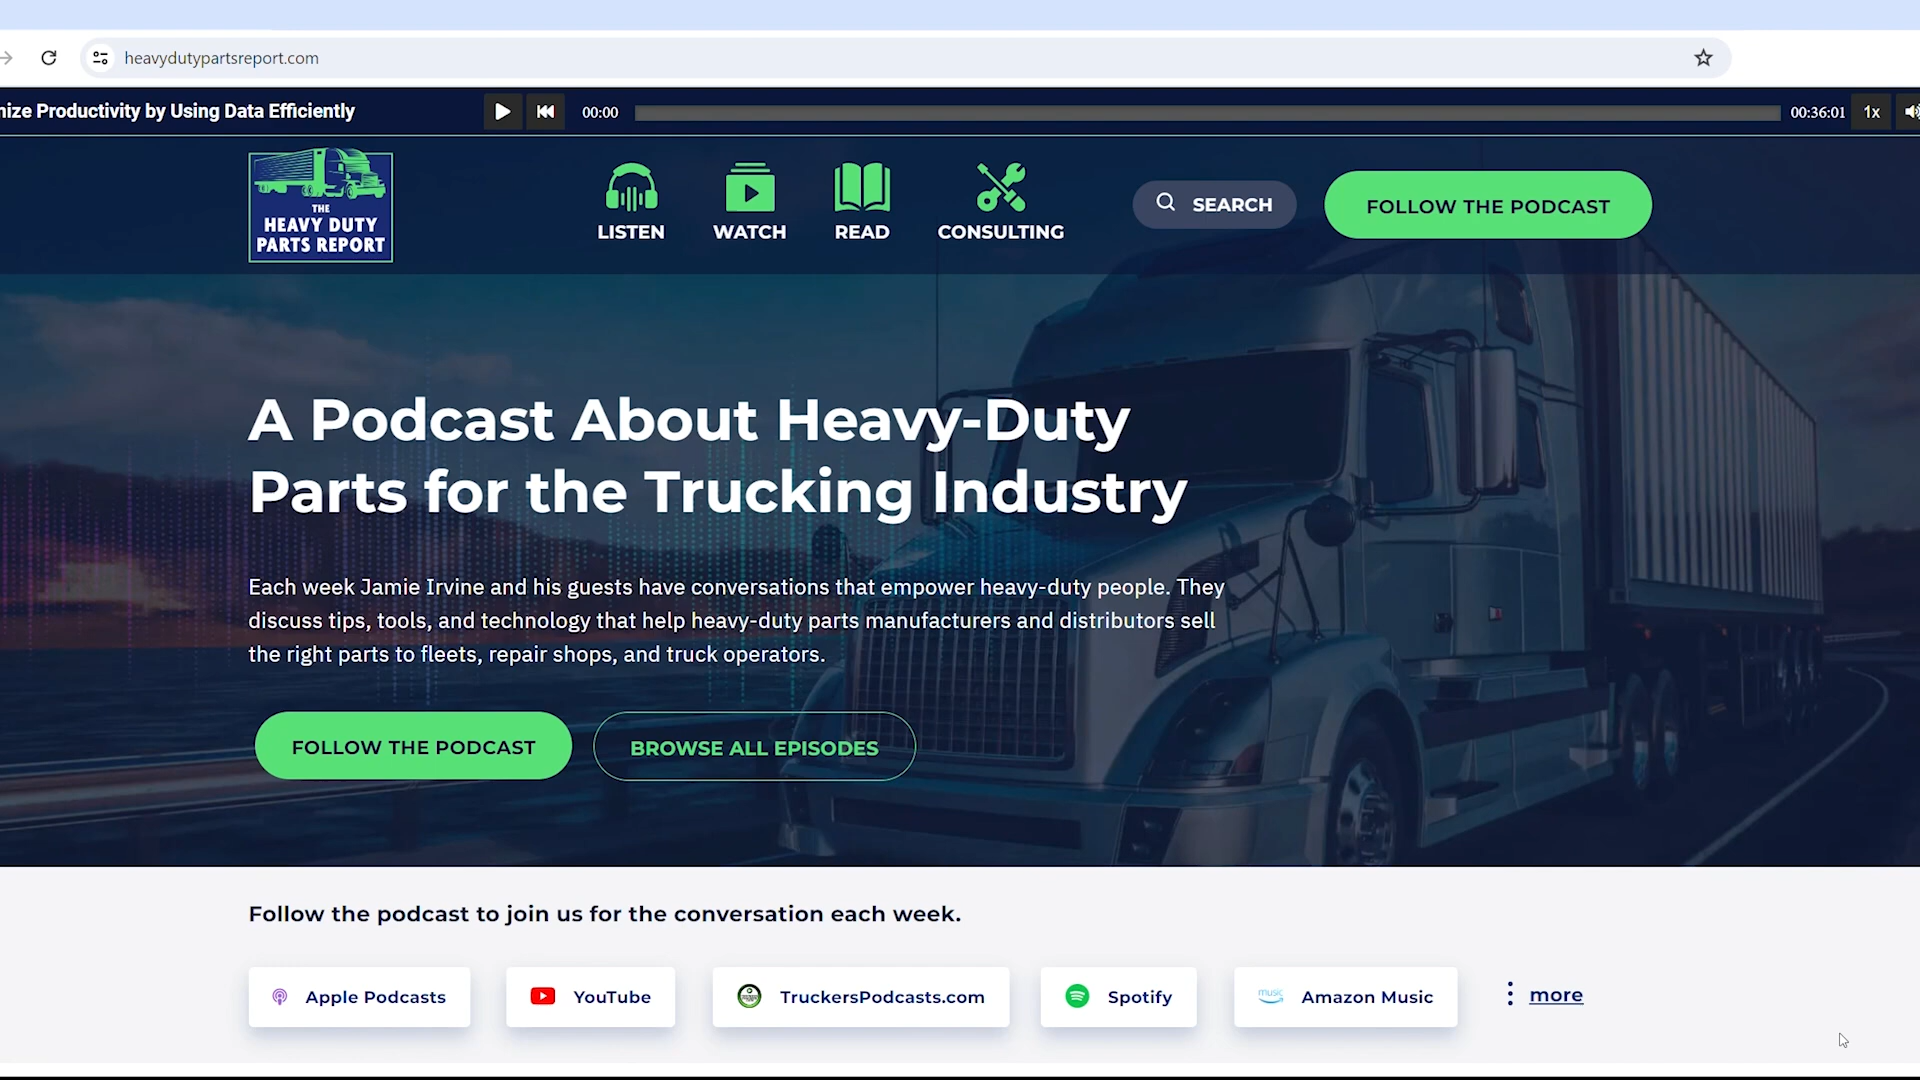 heavydutypartsreport.com
nize Productivity by Using Data Efficiently
00:00
00:36:01
1x
THE
HEAVY DUTY
PARTS REPORT
LISTEN
WATCH
READ
CONSULTING
SEARCH
FOLLOW THE PODCAST
A Podcast About Heavy-Duty
Parts for the Trucking Industry
Each week Jamie Irvine and his guests have conversations that empower heavy-duty people. They
discuss tips, tools, and technology that help heavy-duty parts manufacturers and distributors sell
the right parts to fleets, repair shops, and truck operators.
FOLLOW THE PODCAST
BROWSE ALL EPISODES
Follow the podcast to join us for the conversation each week.
Apple Podcasts
YouTube
TruckersPodcasts.com
Spotify
music
Amazon Music
more